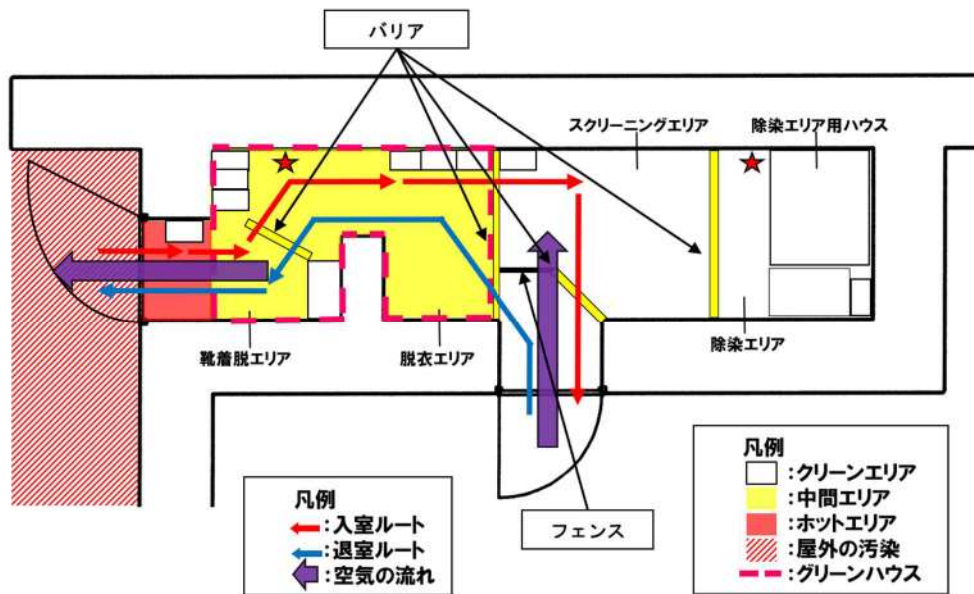 バリア
スクリーニングエリア
除染エリア用ハウス
靴着脱エリア
脱衣エリア
除染エリア
フェンス
凡例
:入室ルート
:退室ルート
:空気の流れ
凡例
:クリーンエリア
:中間エリア
:ホットエリア
:屋外の汚染
:グリーンハウス